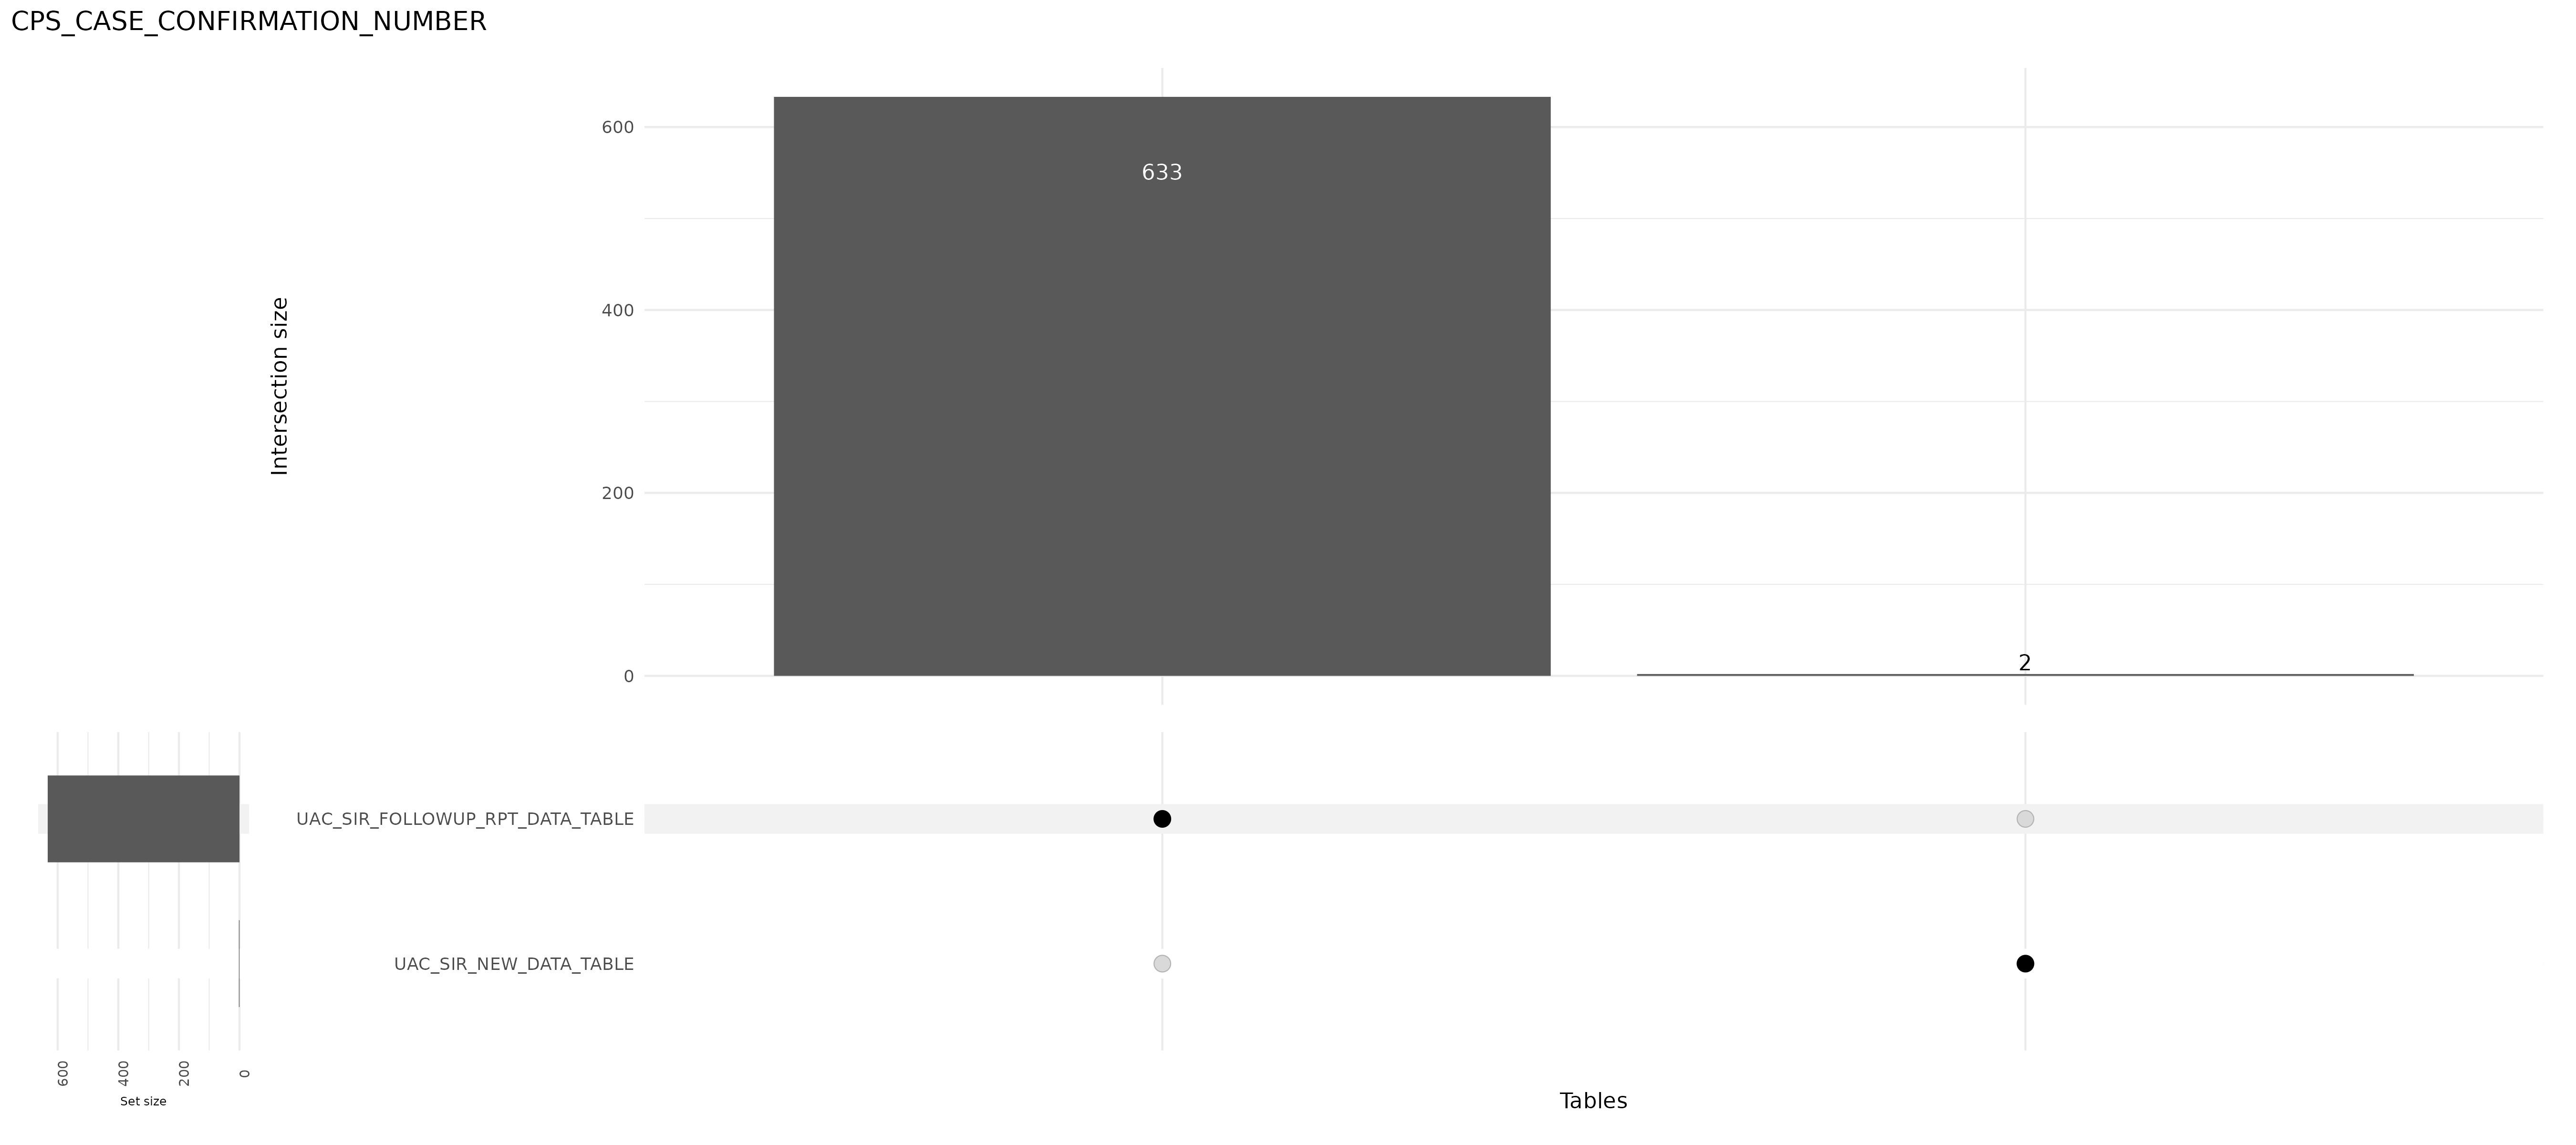 CPS_CASE_CONFIRMATION_NUMBER
Intersection size
600
400
200
0
633
2
UAC_SIR_FOLLOWUP_RPT_DATA_TABLE
UAC_SIR_NEW_DATA_TABLE
600
400
200
0
Set size
Tables